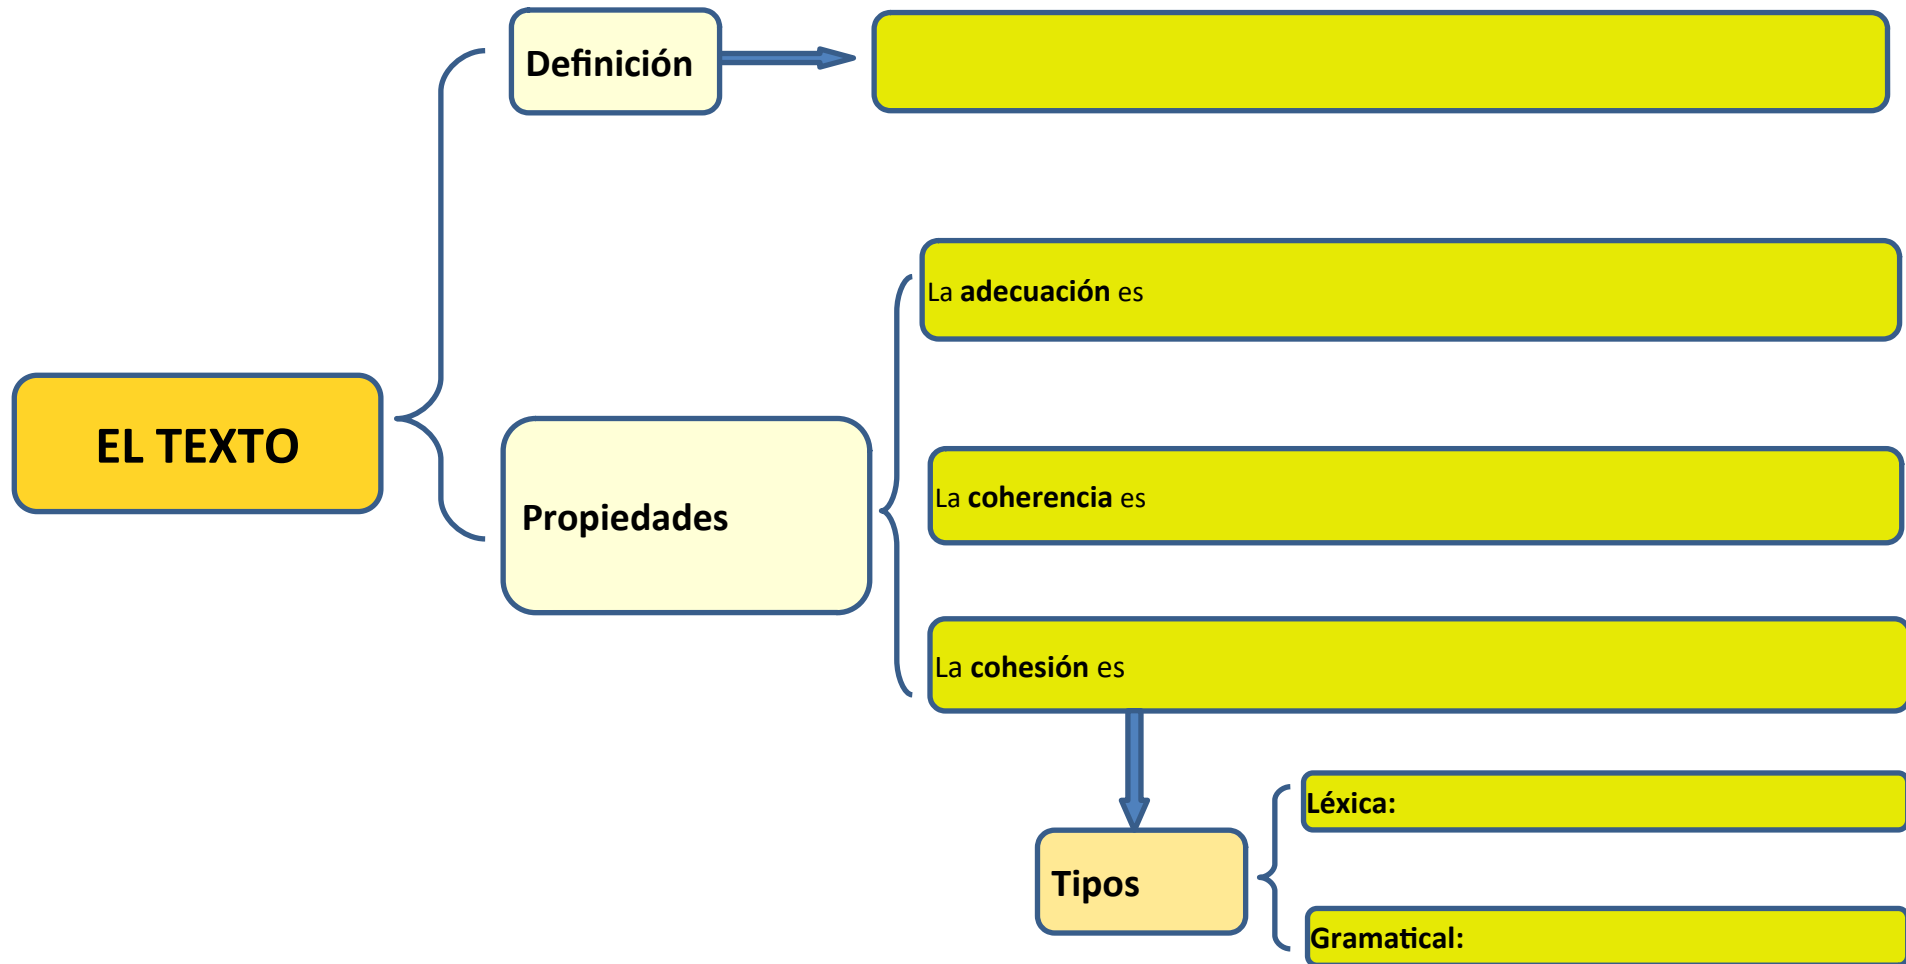 Definición
La adecuación es
EL TEXTO
La coherencia es
Propiedades
La cohesión es
Léxica:
Tipos
Gramatical: